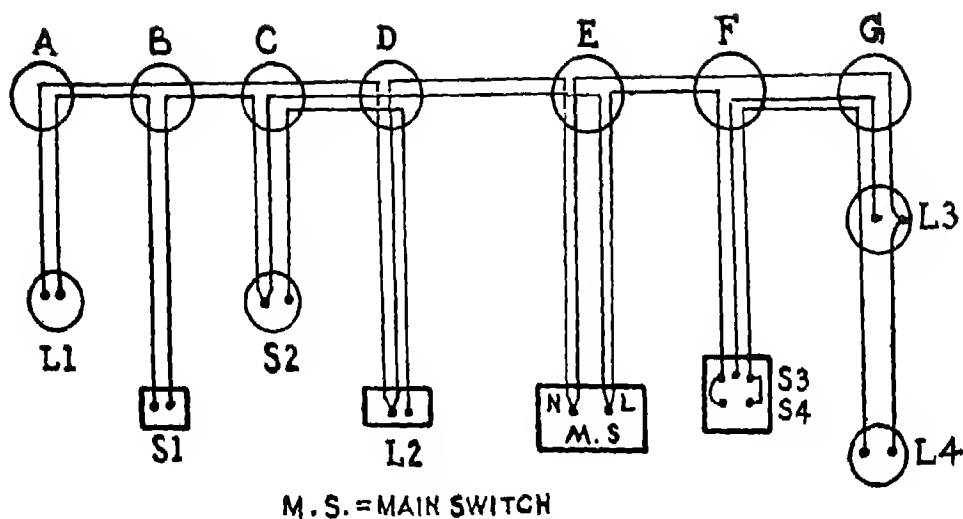 A B C D E F G
L3
L1
S2
S3
N L
S4
M.S
S1
L2
L4
M.S.=MAIN SWITCH